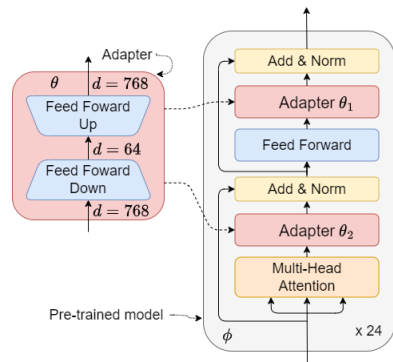 Adapter
θ d = 768
Feed Foward
Up
d = 64
Feed Foward
Down
d = 768
Pre-trained model
Add & Norm
Adapter θ₁
Feed Forward
Add & Norm
Adapter θ₂
Multi-Head
Attention
ϕ
x 24